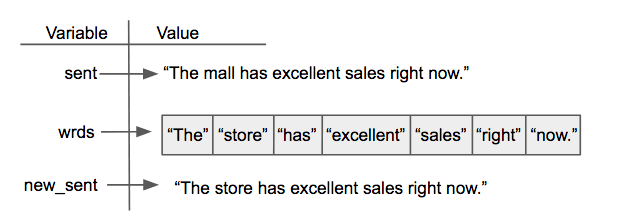 Variable Value
sent “The mall has excellent sales right now.”
wrds “The” “store” “has” “excellent” “sales” “right” “now.”
new_sent “The store has excellent sales right now.”